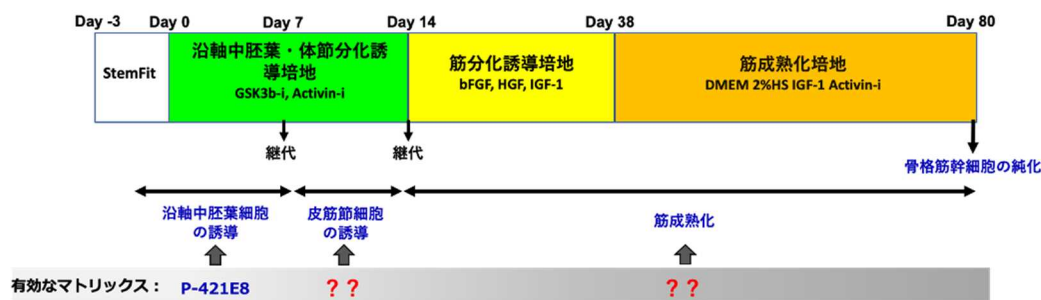 Day -3 Day 0 Day 7 Day 14 Day 38 Day 80
StemFit
沿軸中胚葉・体節分化誘
導培地
GSK3b-i, Activin-i
筋分化誘導培地
bFGF, HGF, IGF-1
筋成熟化培地
DMEM 2%HS IGF-1 Activin-i
継代
継代
骨格筋幹細胞の純化
沿軸中胚葉細胞
の誘導
皮筋節細胞
の誘導
筋成熟化
有効なマトリックス： P-421E8 ？？ ？？